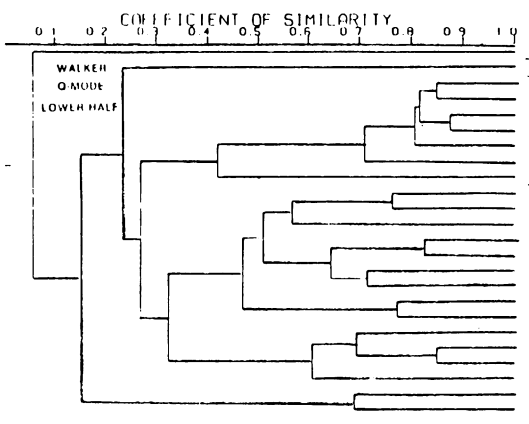 COEFFICIENT OF SIMILARITY
0.1 0.2 0.3 0.4 0.5 0.6 0.7 0.8 0.9 1.0
WALKER
Q-MODE
LOWER HALF